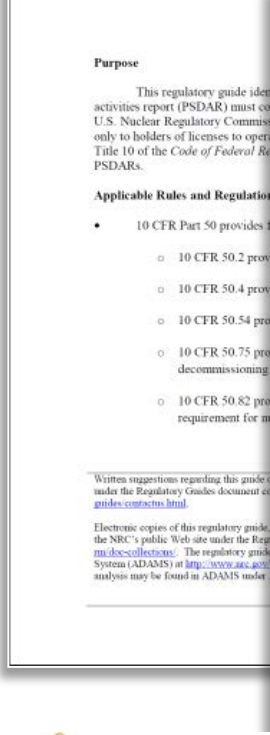 Purpose
This regulatory guide iden
activities report (PSDAR) must co
U.S. Nuclear Regulatory Commiss
only to holders of licenses to opera
Title 10 of the Code of Federal Re
PSDARs.
Applicable Rules and Regulation
• 10 CFR Part 50 provides f
o 10 CFR 50.2 prov
o 10 CFR 50.4 prov
o 10 CFR 50.54 pro
o 10 CFR 50.75 pro
decommissioning
o 10 CFR 50.82 pro
requirement for m
Written suggestions regarding this guide o
under the Regulatory Guides document co
guides/contactus.html.
Electronic copies of this regulatory guide,
the NRC's public Web site under the Regu
rm/doc-collections/. The regulatory guide
System (ADAMS) at http://www.nrc.gov/
analysis may be found in ADAMS under